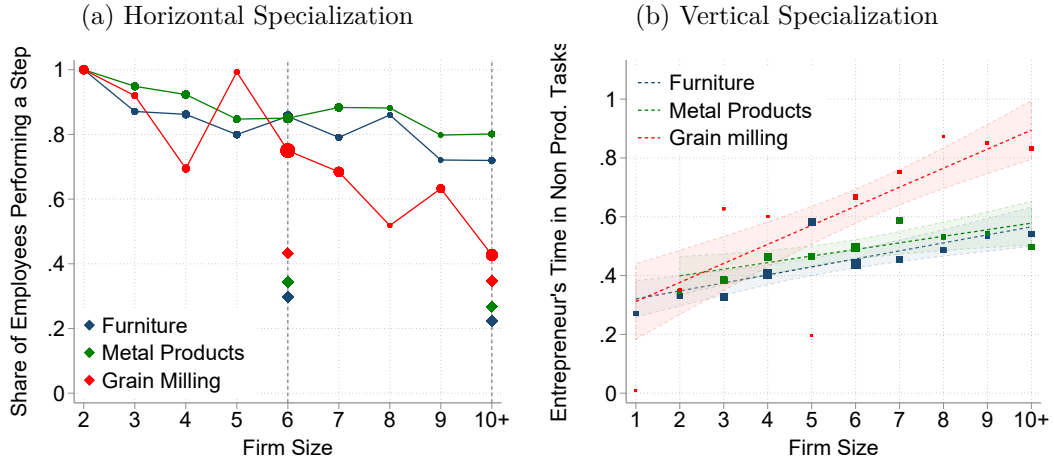 (a) Horizontal Specialization
Share of Employees Performing a Step
1
.8
.6
.4
.2
0
Furniture
Metal Products
Grain Milling
2 3 4 5 6 7 8 9 10+
Firm Size
(b) Vertical Specialization
Entrepreneur's Time in Non Prod. Tasks
1
.8
.6
.4
.2
0
Furniture
Metal Products
Grain milling
1 2 3 4 5 6 7 8 9 10+
Firm Size